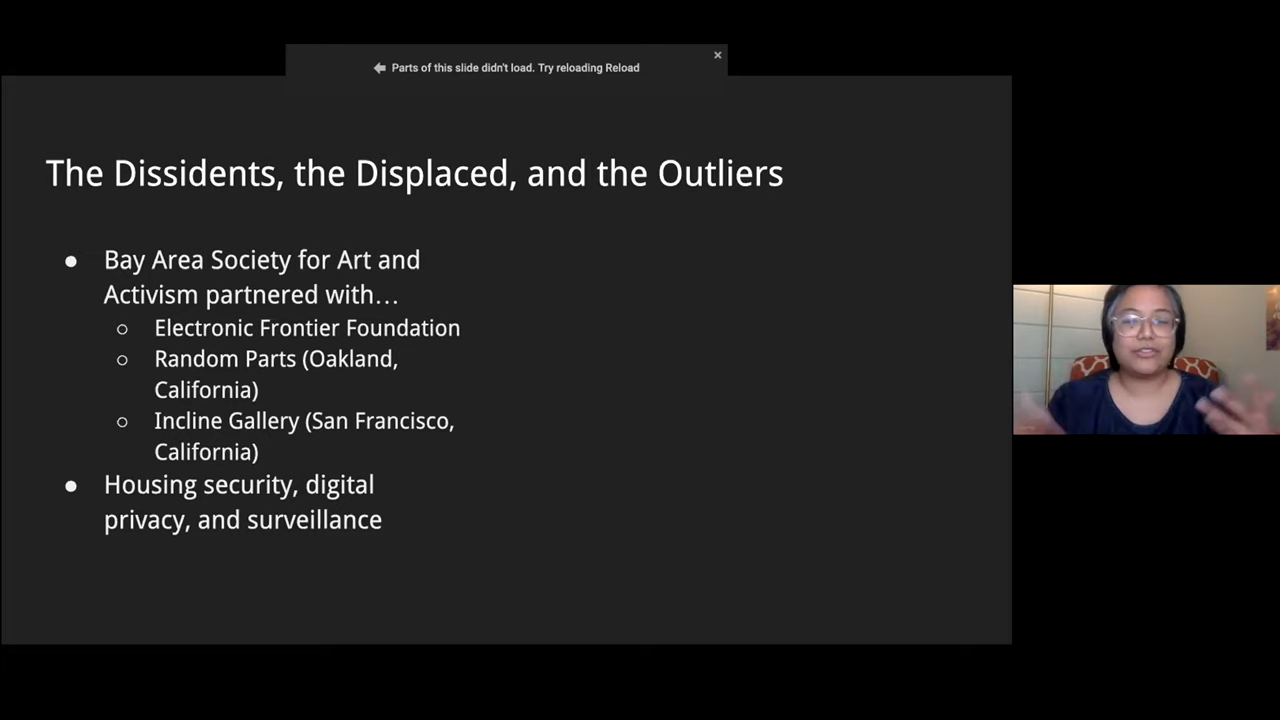 Parts of this slide didn't load. Try reloading Reload
The Dissidents, the Displaced, and the Outliers
● Bay Area Society for Art and
Activism partnered with…
○ Electronic Frontier Foundation
○ Random Parts (Oakland,
California)
○ Incline Gallery (San Francisco,
California)
● Housing security, digital
privacy, and surveillance